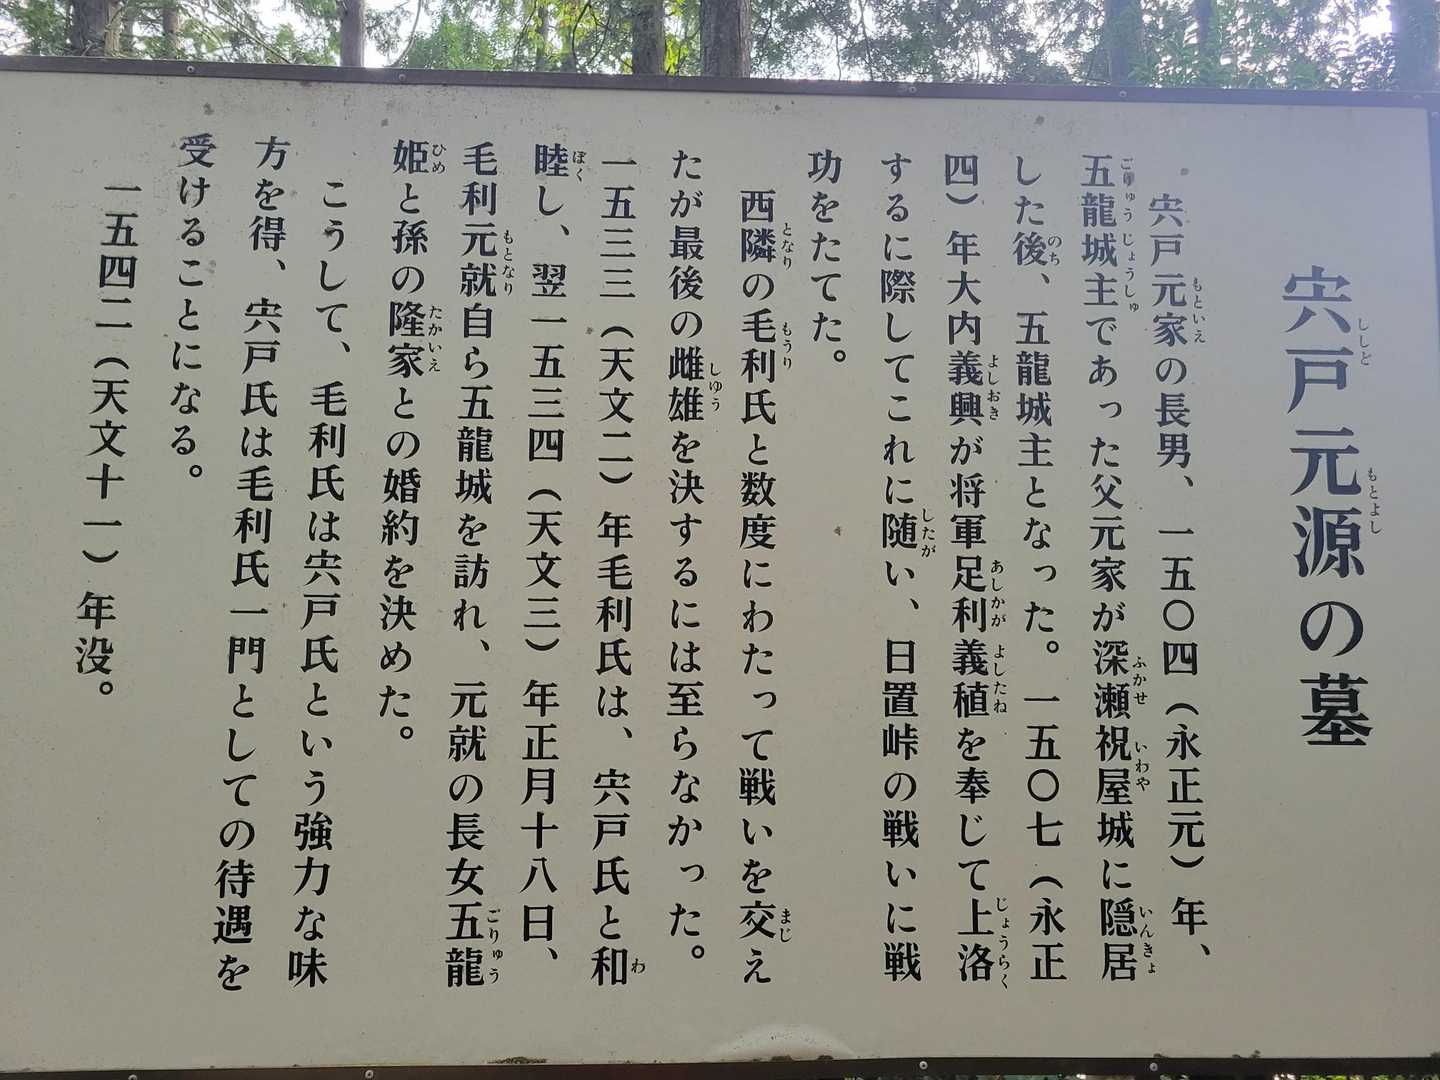 宍戸元源の墓
宍戸元家の長男、一五〇四（永正元）年、
五龍城主であった父元家が深瀬祝屋城に隠居
した後、五龍城主となった。一五〇七（永正
四）年大内義興が将軍足利義稙を奉じて上洛
するに際してこれに随い、日置峠の戦いに戦
功をたてた。
西隣の毛利氏と数度にわたって戦いを交え
たが最後の雌雄を決するには至らなかった。
一五三三（天文二）年毛利氏は、宍戸氏と和
睦し、翌一五三四（天文三）年正月十八日、
毛利元就自ら五龍城を訪れ、元就の長女五龍
姫と孫の隆家との婚約を決めた。
こうして、毛利氏は宍戸氏という強力な味
方を得、宍戸氏は毛利氏一門としての待遇を
受けることになる。
一五四二（天文十一）年没。